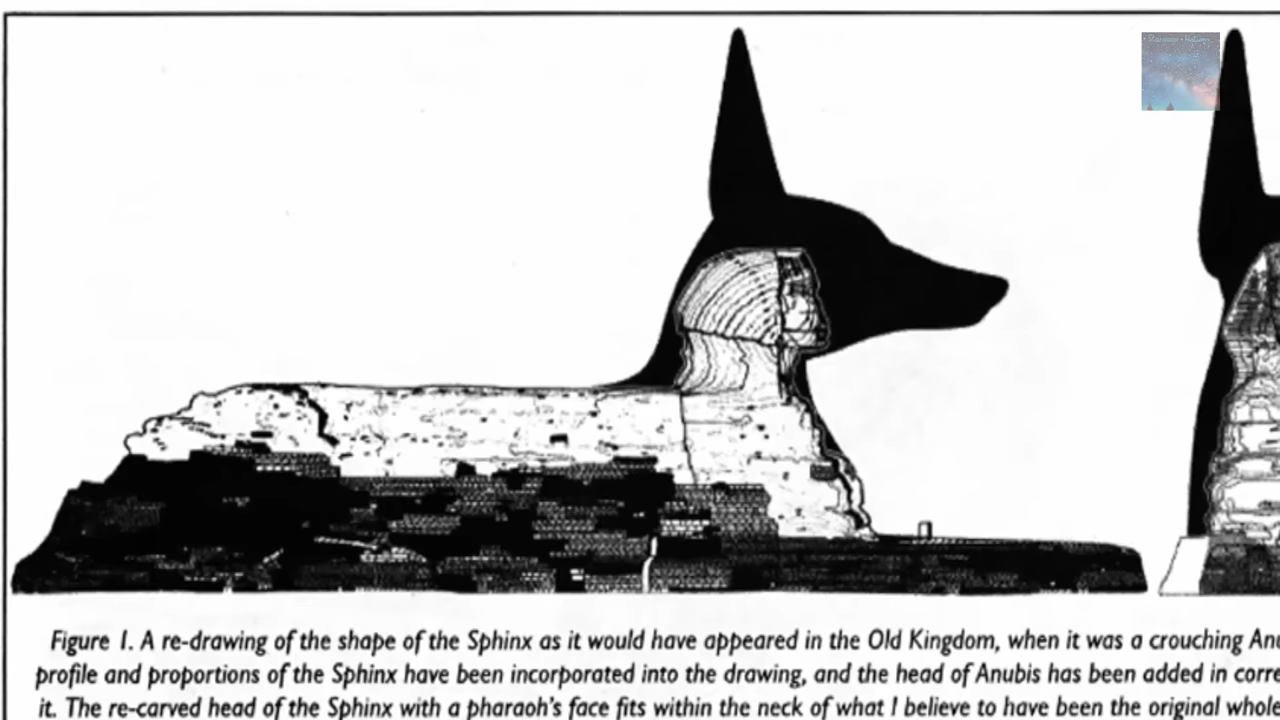 Figure 1. A re-drawing of the shape of the Sphinx as it would have appeared in the Old Kingdom, when it was a crouching
profile and proportions of the Sphinx have been incorporated into the drawing, and the head of Anubis has been added in
it. The re-carved head of the Sphinx with a pharaoh's face fits within the neck of what I believe to have been the original whole